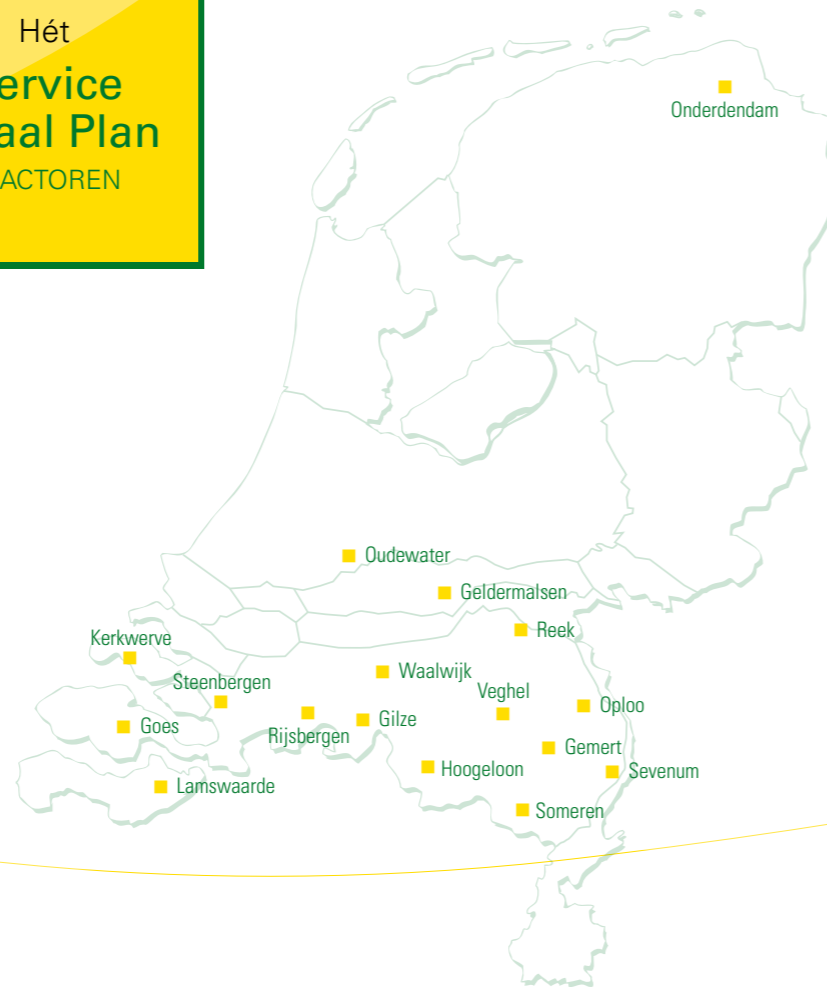 Hét
ervice
aal Plan
ACTOREN
Onderdendam
Oudewater
Geldermalsen
Reek
Kerkwerve
Waalwijk
Steenbergen
Veghel
Oploo
Goes
Gilze
Rijsbergen
Gemert
Hoogeloon
Sevenum
Lamswaarde
Someren